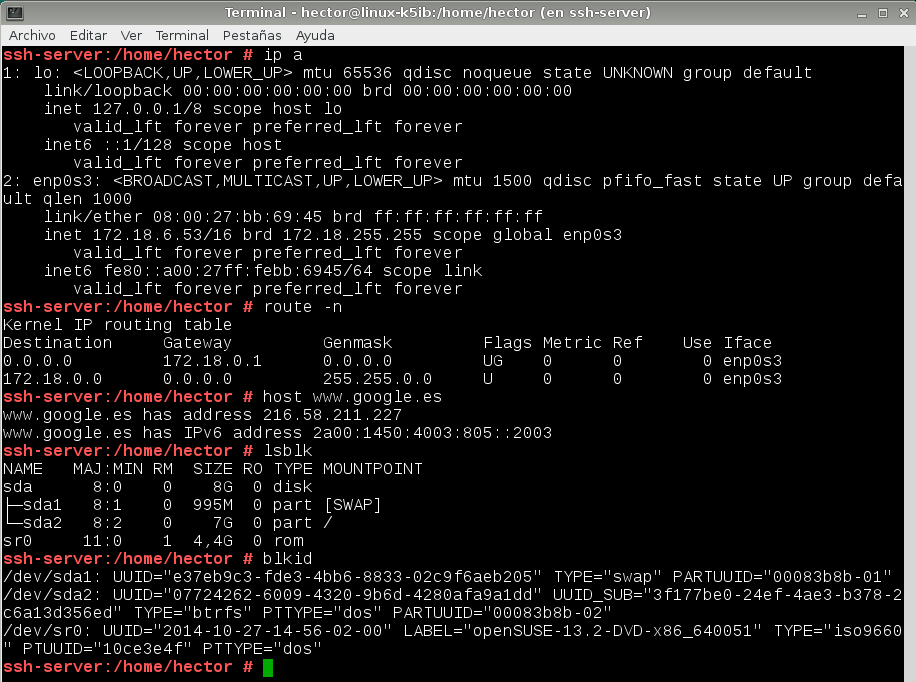 Terminal - hector@linux-k5ib:/home/hector (en ssh-server)
Archivo Editar Ver Terminal Pestañas Ayuda
ssh-server:/home/hector # ip a
1: lo: <LOOPBACK,UP,LOWER_UP> mtu 65536 qdisc noqueue state UNKNOWN group default
    link/loopback 00:00:00:00:00:00 brd 00:00:00:00:00:00
    inet 127.0.0.1/8 scope host lo
       valid_lft forever preferred_lft forever
    inet6 ::1/128 scope host
       valid_lft forever preferred_lft forever
2: enp0s3: <BROADCAST,MULTICAST,UP,LOWER_UP> mtu 1500 qdisc pfifo_fast state UP group defa
ult qlen 1000
    link/ether 08:00:27:bb:69:45 brd ff:ff:ff:ff:ff:ff
    inet 172.18.6.53/16 brd 172.18.255.255 scope global enp0s3
       valid_lft forever preferred_lft forever
    inet6 fe80::a00:27ff:febb:6945/64 scope link
       valid_lft forever preferred_lft forever
ssh-server:/home/hector # route -n
Kernel IP routing table
Destination     Gateway         Genmask         Flags Metric Ref    Use Iface
0.0.0.0         172.18.0.1      0.0.0.0         UG    0      0        0 enp0s3
172.18.0.0      0.0.0.0         255.255.0.0     U     0      0        0 enp0s3
ssh-server:/home/hector # host www.google.es
www.google.es has address 216.58.211.227
www.google.es has IPv6 address 2a00:1450:4003:805::2003
ssh-server:/home/hector # lsblk
NAME   MAJ:MIN RM  SIZE RO TYPE MOUNTPOINT
sda      8:0    0    8G  0 disk
├─sda1   8:1    0  995M  0 part [SWAP]
└─sda2   8:2    0    7G  0 part /
sr0     11:0    1  4,4G  0 rom
ssh-server:/home/hector # blkid
/dev/sda1: UUID="e37eb9c3-fde3-4bb6-8833-02c9f6aeb205" TYPE="swap" PARTUUID="00083b8b-01"
/dev/sda2: UUID="07724262-6009-4320-9b6d-4280afa9a1dd" UUID_SUB="3f177be0-24ef-4ae3-b378-2
c6a13d356ed" TYPE="btrfs" PTTYPE="dos" PARTUUID="00083b8b-02"
/dev/sr0: UUID="2014-10-27-14-56-02-00" LABEL="openSUSE-13.2-DVD-x86_640051" TYPE="iso9660
" PTUUID="10ce3e4f" PTTYPE="dos"
ssh-server:/home/hector #